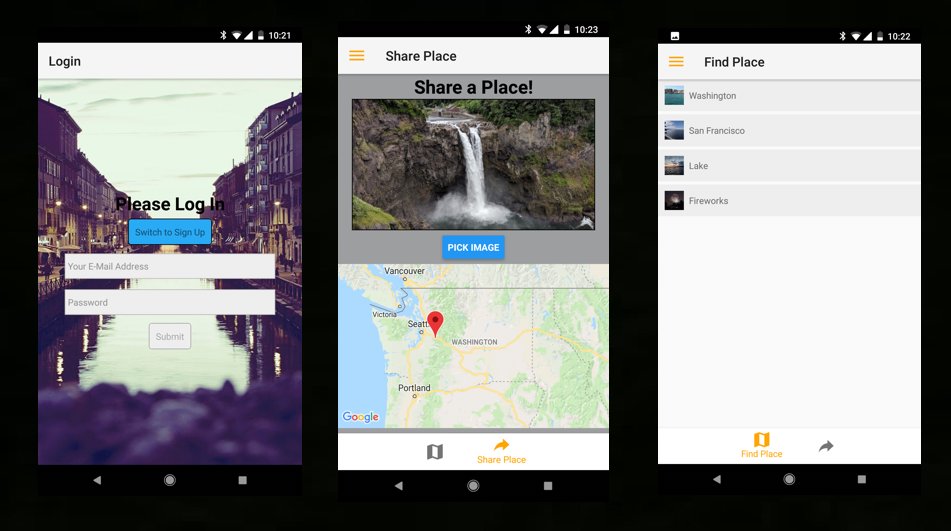 10:21
Login
Please Log In
Switch to Sign Up
Your E-Mail Address
Password
Submit
10:23
Share Place
Share a Place!
PICK IMAGE
Vancouver
Victoria
Seatt
WASHINGTON
Portland
Google
Share Place
10:22
Find Place
Washington
San Francisco
Lake
Fireworks
Find Place